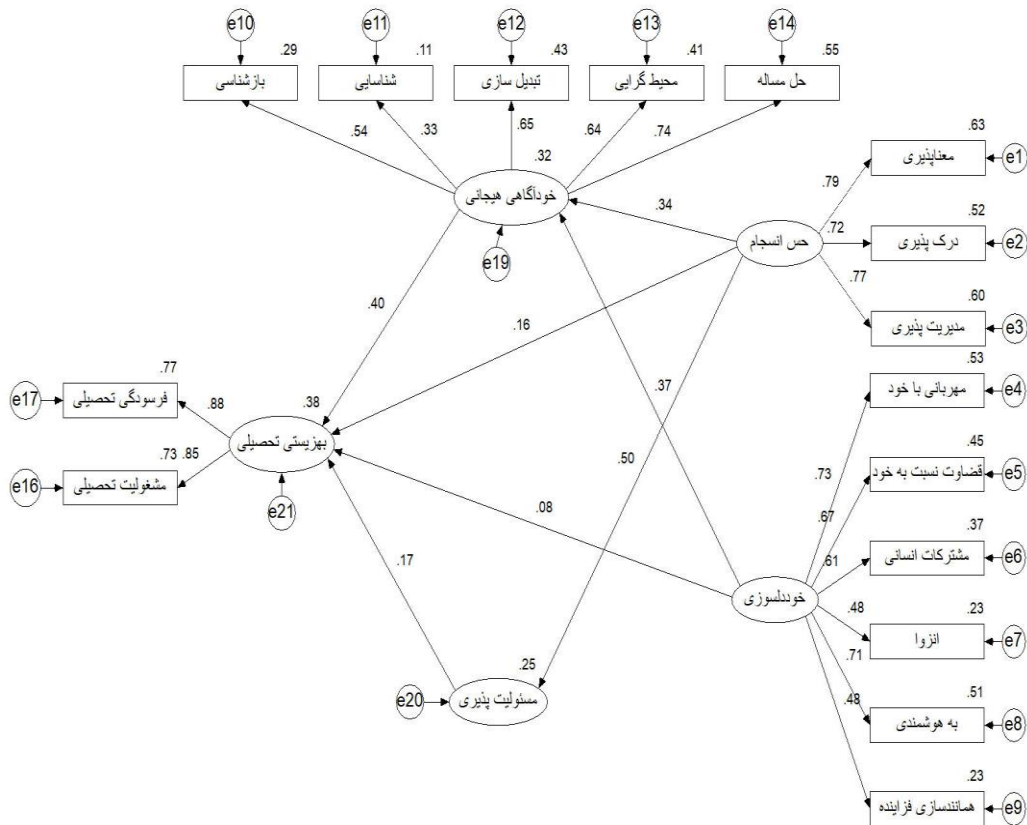 e10
e11
e12
e13
e14
.29
.11
.43
.41
.55
بازشناسی
شناسایی
تبدیل سازی
محیط گرایی
حل مساله
.54
.33
.65
.64
.74
.32
خودآگاهی هیجانی
e19
.34
حس انسجام
.79
.72
.77
.63
معناپذیری
e1
.52
درک پذیری
e2
.60
مدیریت پذیری
e3
.40
.16
.37
.50
.53
مهربانی با خود
e4
.45
قضاوت نسبت به خود
e5
.37
مشترکات انسانی
e6
.23
انزوا
e7
.51
به هوشمندی
e8
.23
همانندسازی فزاینده
e9
.73
.67
.61
.48
.71
.48
خوددلسوزی
.08
e17
.77
فرسودگی تحصیلی
.88
.38
بهزیستی تحصیلی
e16
.73
.85
مشغولیت تحصیلی
e21
.17
.25
مسئولیت پذیری
e20